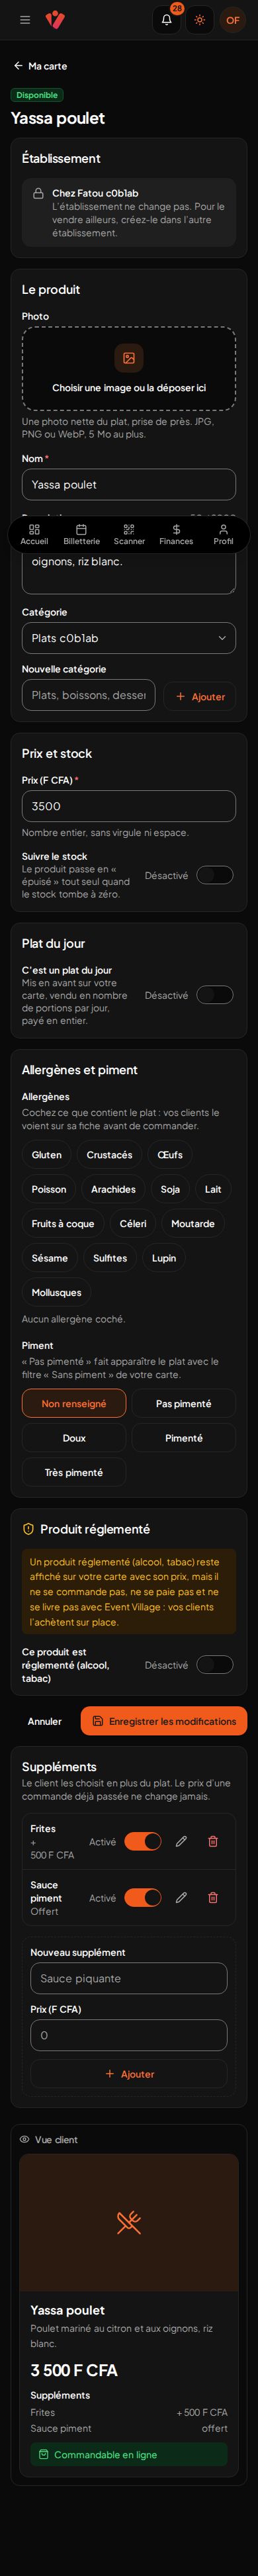 28
OF
Ma carte
Disponible
Yassa poulet
Établissement
Chez Fatou c0b1ab
L'établissement ne change pas. Pour le
vendre ailleurs, créez-le dans l'autre
établissement.
Le produit
Photo
Choisir une image ou la déposer ici
Une photo nette du plat, prise de près. JPG,
PNG ou WebP, 5 Mo au plus.
Nom *
Yassa poulet
Accueil
Billetterie
Scanner
Finances
Profil
oignons, riz blanc.
Catégorie
Plats c0b1ab
Nouvelle catégorie
Plats, boissons, desser
Ajouter
Prix et stock
Prix (F CFA) *
3500
Nombre entier, sans virgule ni espace.
Suivre le stock
Le produit passe en «
épuisé » tout seul quand
le stock tombe à zéro.
Désactivé
Plat du jour
C'est un plat du jour
Mis en avant sur votre
carte, vendu en nombre
de portions par jour,
payé en entier.
Désactivé
Allergènes et piment
Allergènes
Cochez ce que contient le plat : vos clients le
voient sur sa fiche avant de commander.
Gluten
Crustacés
Œufs
Poisson
Arachides
Soja
Lait
Fruits à coque
Céleri
Moutarde
Sésame
Sulfites
Lupin
Mollusques
Aucun allergène coché.
Piment
« Pas pimenté » fait apparaître le plat avec le
filtre « Sans piment » de votre carte.
Non renseigné
Pas pimenté
Doux
Pimenté
Très pimenté
Produit réglementé
Un produit réglementé (alcool, tabac) reste
affiché sur votre carte avec son prix, mais il
ne se commande pas, ne se paie pas et ne
se livre pas avec Event Village : vos clients
l'achètent sur place.
Ce produit est
réglementé (alcool,
tabac)
Désactivé
Annuler
Enregistrer les modifications
Suppléments
Le client les choisit en plus du plat. Le prix d'une
commande déjà passée ne change jamais.
Frites
+
500 F CFA
Activé
Sauce
piment
Offert
Activé
Nouveau supplément
Sauce piquante
Prix (F CFA)
0
Ajouter
Vue client
Yassa poulet
Poulet mariné au citron et aux oignons, riz
blanc.
3 500 F CFA
Suppléments
Frites
+ 500 F CFA
Sauce piment
offert
Commandable en ligne